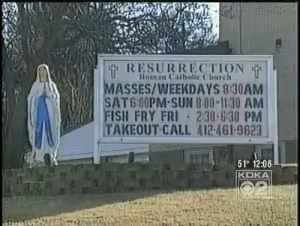 RESURRECTION
Roman Catholic Church
MASSES/WEEKDAYS 8:30AM
SAT 6:00PM-SUN 8:00-11:30 AM
FISH FRY FRI - 2:30-6:30 PM
TAKEOUT-CALL 412-461-9623
51° 12:06
KDKA
2